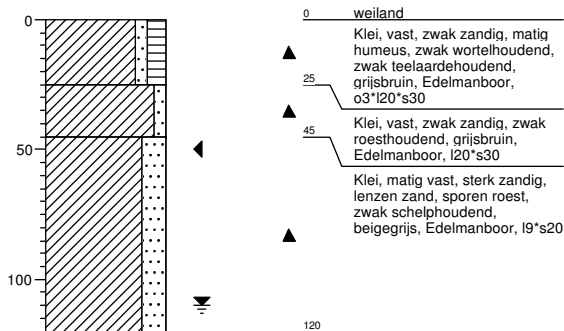 0
50
100
0 weiland
Klei, vast, zwak zandig, matig
humeus, zwak wortelhoudend,
zwak teelaardehoudend,
grijsbruin, Edelmanboor,
o3*l20*s30
25
Klei, vast, zwak zandig, zwak
roesthoudend, grijsbruin,
Edelmanboor, l20*s30
45
Klei, matig vast, sterk zandig,
lenzen zand, sporen roest,
zwak schelphoudend,
beigegrijs, Edelmanboor, l9*s20
120